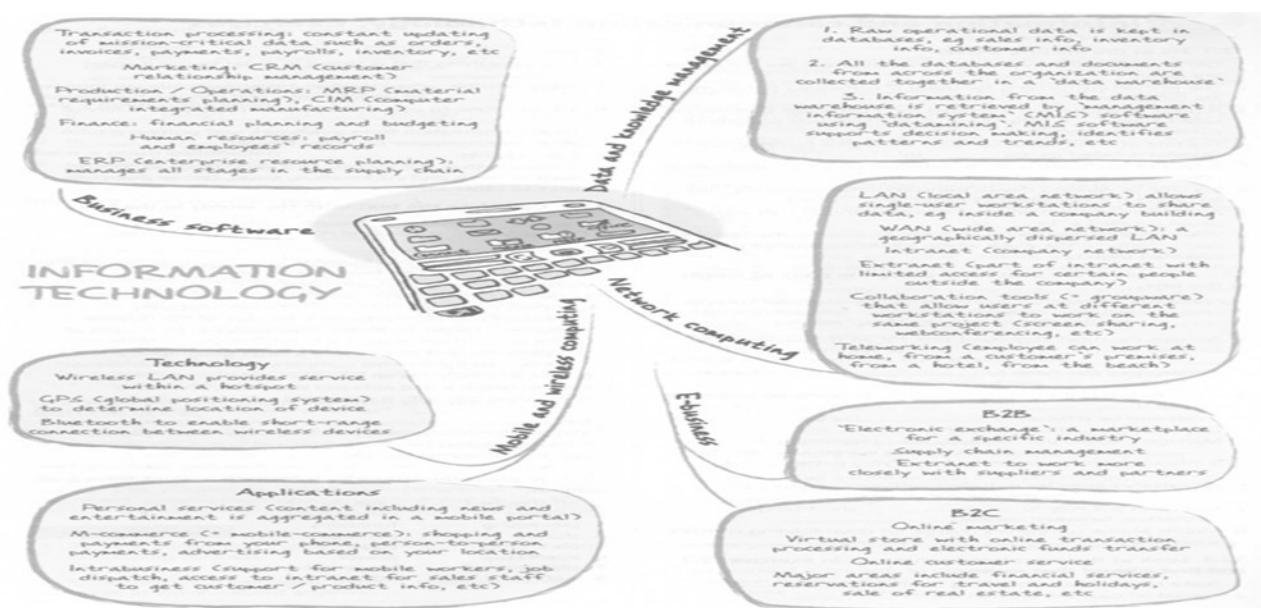 Transaction processing: constant updating
of mission-critical data such as orders,
invoices, payments, payrolls, inventory, etc
Marketing: CRM (customer
relationship management)
Production / Operations: MRP (material
requirements planning), CIM (computer
integrated manufacturing)
Finance: financial planning and budgeting
Human resources: payroll
and employees' records
ERP (enterprise resource planning):
manages all stages in the supply chain
Business software
Data and knowledge management
1. Raw operational data is kept in
databases, eg sales info, inventory
info, customer info
2. All the databases and documents
from across the organization are
collected together in a 'data warehouse'
3. Information from the data
warehouse is retrieved by 'management
information system' (MIS) software
using 'datamining'. MIS software
supports decision making, identifies
patterns and trends, etc
INFORMATION
TECHNOLOGY
Network computing
LAN (local area network) allows
single-user workstations to share
data, eg inside a company building
WAN (wide area network): a
geographically dispersed LAN
Intranet (company network)
Extranet (part of intranet with
limited access for certain people
outside the company)
Collaboration tools (= groupware)
that allow users at different
workstations to work on the
same project (screen sharing,
webconferencing, etc)
Teleworking (employee can work at
home, from a customer's premises,
from a hotel, from the beach)
Mobile and wireless computing
Technology
Wireless LAN provides service
within a hotspot
GPS (global positioning system)
to determine location of device
Bluetooth to enable short-range
connection between wireless devices
Applications
Personal services (content including news and
entertainment is aggregated in a mobile portal)
M-commerce (= mobile-commerce): shopping and
payments from your phone, person-to-person
payments, advertising based on your location
Intrabusiness (support for mobile workers, job
dispatch, access to intranet for sales staff
to get customer / product info, etc)
E-business
B2B
'Electronic exchange': a marketplace
for a specific industry
Supply chain management
Extranet to work more
closely with suppliers and partners
B2C
Online marketing
Virtual store with online transaction
processing and electronic funds transfer
Online customer service
Major areas include financial services,
reservations for travel and holidays,
sale of real estate, etc